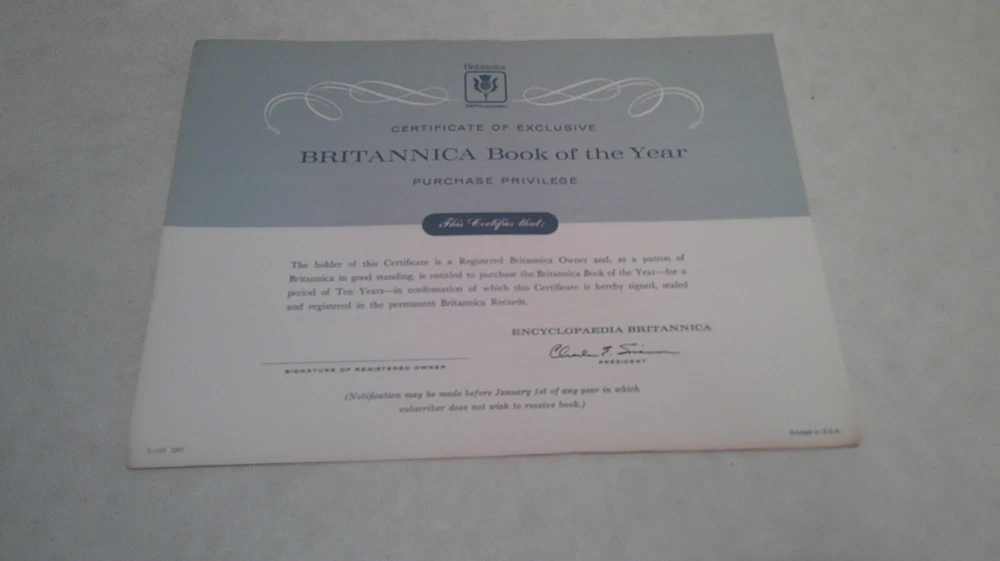 Britannica
CERTIFICATE OF EXCLUSIVE
BRITANNICA Book of the Year
PURCHASE PRIVILEGE
This Certifies that:
The holder of this Certificate is a Registered Britannica Owner and, as a patron of
Britannica in good standing, is entitled to purchase the Britannica Book of the Year—for a
period of Ten Years—in confirmation of which this Certificate is hereby signed, sealed
and registered in the permanent Britannica Records.
ENCYCLOPAEDIA BRITANNICA
PRESIDENT
SIGNATURE OF REGISTERED OWNER
(Notification may be made before January 1st of any year in which
subscriber does not wish to receive book.)
Printed in U.S.A.